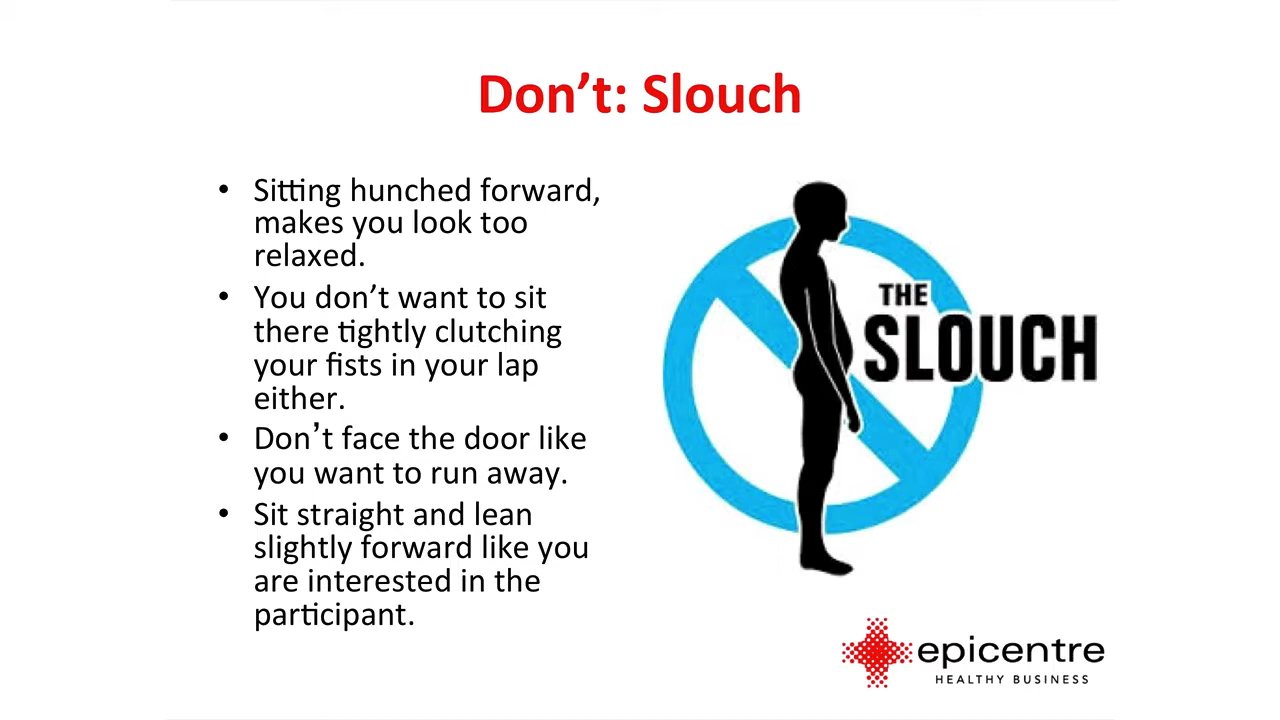 Don’t: Slouch
• Sitting hunched forward,
makes you look too
relaxed.
• You don’t want to sit
there tightly clutching
your fists in your lap
either.
• Don’t face the door like
you want to run away.
• Sit straight and lean
slightly forward like you
are interested in the
participant.
THE
SLOUCH
epicentre
HEALTHY BUSINESS